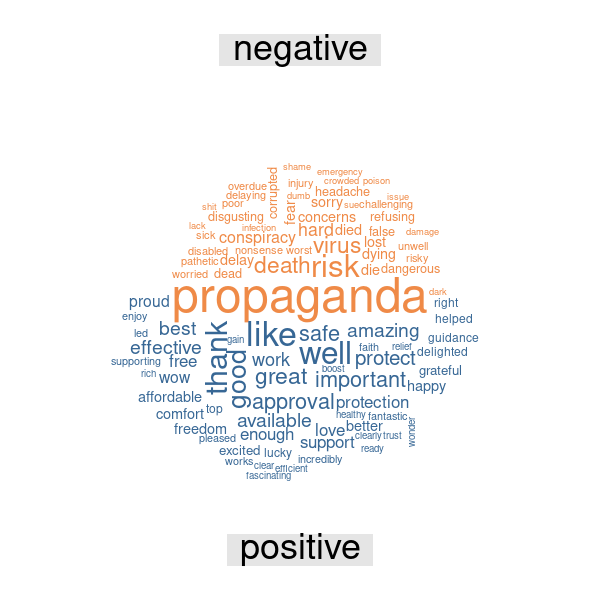 negative
shame
emergency
crowded poison
overdue
injury
headache
delaying
corrupted
dumb
issue
shit
poor
fear
sorry
sue
challenging
disgusting
concerns
refusing
lack
infection
hard
died
false
damage
sick
conspiracy
virus
lost
unwell
disabled
nonsense
worst
dying
risky
pathetic
delay
death
risk
die
dangerous
worried
dead
propaganda
dark
proud
right
enjoy
like
helped
best
thank
safe
amazing
led
gain
well
guidance
effective
work
faith
relief
delighted
supporting
free
good
protect
rich
wow
great
boost
important
grateful
happy
affordable
approval
protection
comfort
top
available
healthy
fantastic
freedom
enough
love
better
wonder
pleased
support
clearly
trust
excited
lucky
ready
works
clear
efficient
incredibly
fascinating
positive